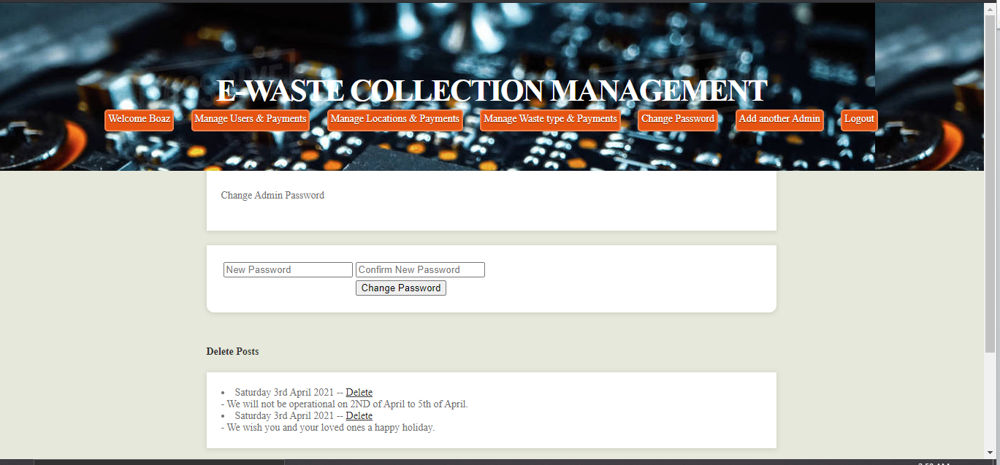 E-WASTE COLLECTION MANAGEMENT
Welcome Boaz Manage Users & Payments Manage Locations & Payments Manage Waste type & Payments Change Password Add another Admin Logout
Change Admin Password
New Password Confirm New Password
Change Password
Delete Posts
• Saturday 3rd April 2021 -- Delete
- We will not be operational on 2ND of April to 5th of April.
• Saturday 3rd April 2021 -- Delete
- We wish you and your loved ones a happy holiday.